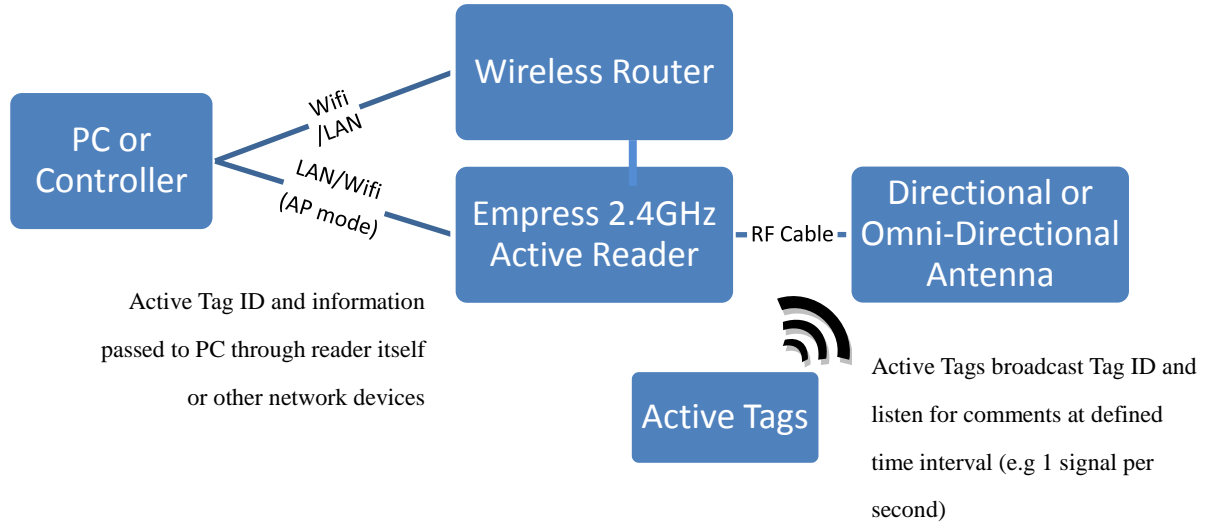 Wireless Router
Wifi
/LAN
PC or
Controller
LAN/Wifi
(AP mode)
Empress 2.4GHz
Active Reader
RF Cable
Directional or
Omni-Directional
Antenna
Active Tag ID and information
passed to PC through reader itself
or other network devices
Active Tags
Active Tags broadcast Tag ID and
listen for comments at defined
time interval (e.g 1 signal per
second)